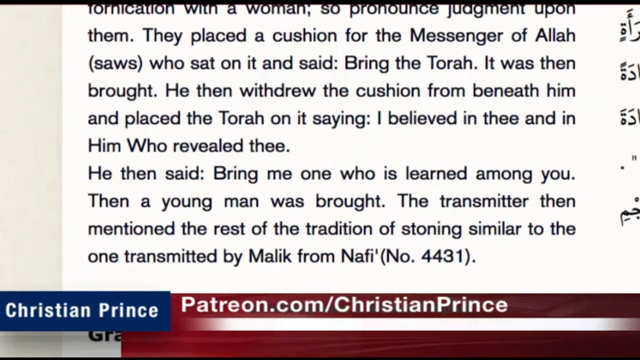 fornication with a woman; so pronounce judgment upon
them. They placed a cushion for the Messenger of Allah
(saws) who sat on it and said: Bring the Torah. It was then
brought. He then withdrew the cushion from beneath him
and placed the Torah on it saying: I believed in thee and in
Him Who revealed thee.
He then said: Bring me one who is learned among you.
Then a young man was brought. The transmitter then
mentioned the rest of the tradition of stoning similar to the
one transmitted by Malik from Nafi'(No. 4431).
Christian Prince
Patreon.com/ChristianPrince